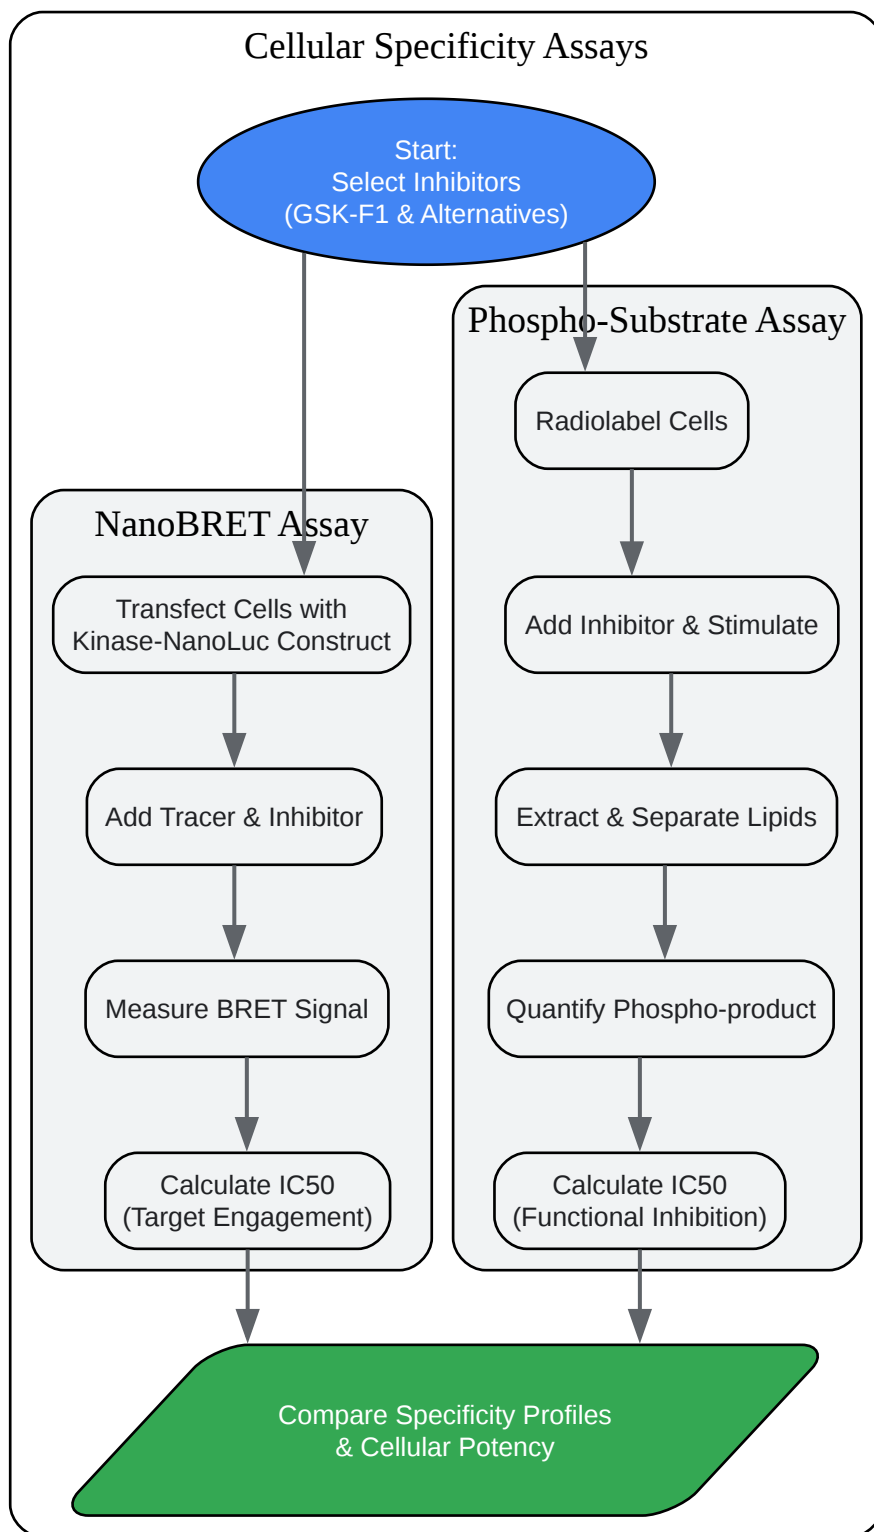 Cellular Specificity Assays
Start:
Select Inhibitors
(GSK-F1 & Alternatives)
Phospho-Substrate Assay
Radiolabel Cells
Add Inhibitor & Stimulate
Extract & Separate Lipids
Quantify Phospho-product
Calculate IC50
(Functional Inhibition)
NanoBRET Assay
Transfect Cells with
Kinase-NanoLuc Construct
Add Tracer & Inhibitor
Measure BRET Signal
Calculate IC50
(Target Engagement)
Compare Specificity Profiles
& Cellular Potency